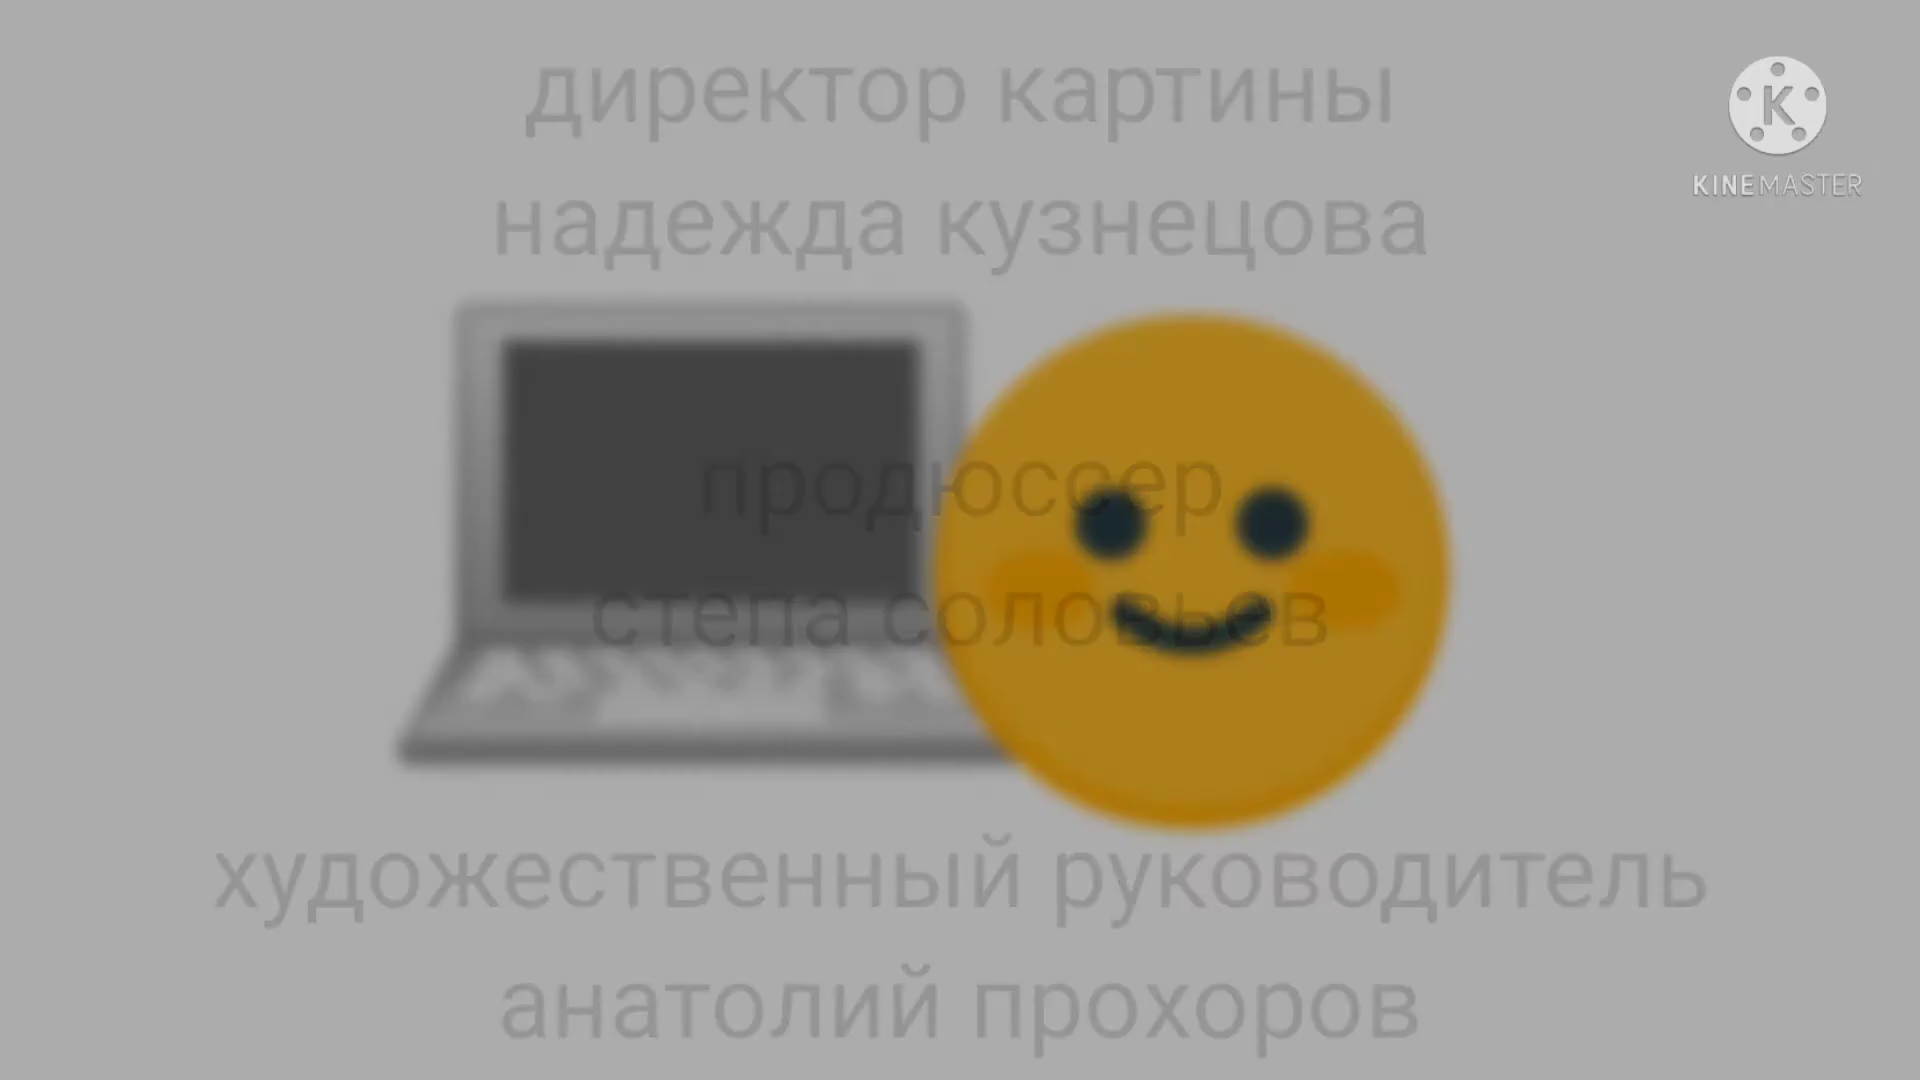 директор картины
надежда кузнецова
продюссер
степа соловьев
художественный руководитель
анатолий прохоров
KINEMASTER